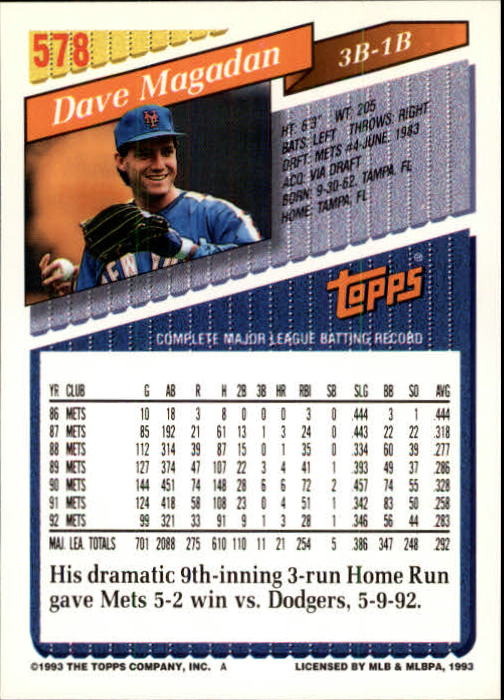 578
Dave Magadan
3B-1B
HT: 6'3" WT: 205
BATS: LEFT THROWS: RIGHT
DRFT: METS #4-JUNE, 1983
ACQ: VIA DRAFT
BORN: 9-30-62, TAMPA, FL
HOME: TAMPA, FL
NEW YORK
TOPPS®
COMPLETE MAJOR LEAGUE BATTING RECORD
YR CLUB G AB R H 2B 3B HR RBI SB SLG BB SO AVG
86 METS 10 18 3 8 0 0 0 3 0 .444 3 1 .444
87 METS 85 192 21 61 13 1 3 24 0 .443 22 22 .318
88 METS 112 314 39 87 15 0 1 35 0 .334 60 39 .277
89 METS 127 374 47 107 22 3 4 41 1 .393 49 37 .286
90 METS 144 451 74 148 28 6 6 72 2 .457 74 55 .328
91 METS 124 418 58 108 23 0 4 51 1 .342 83 50 .258
92 METS 99 321 33 91 9 1 3 28 1 .346 56 44 .283
MAJ. LEA. TOTALS 701 2088 275 610 110 11 21 254 5 .386 347 248 .292
His dramatic 9th-inning 3-run Home Run
gave Mets 5-2 win vs. Dodgers, 5-9-92.
©1993 THE TOPPS COMPANY, INC. A LICENSED BY MLB & MLBPA, 1993